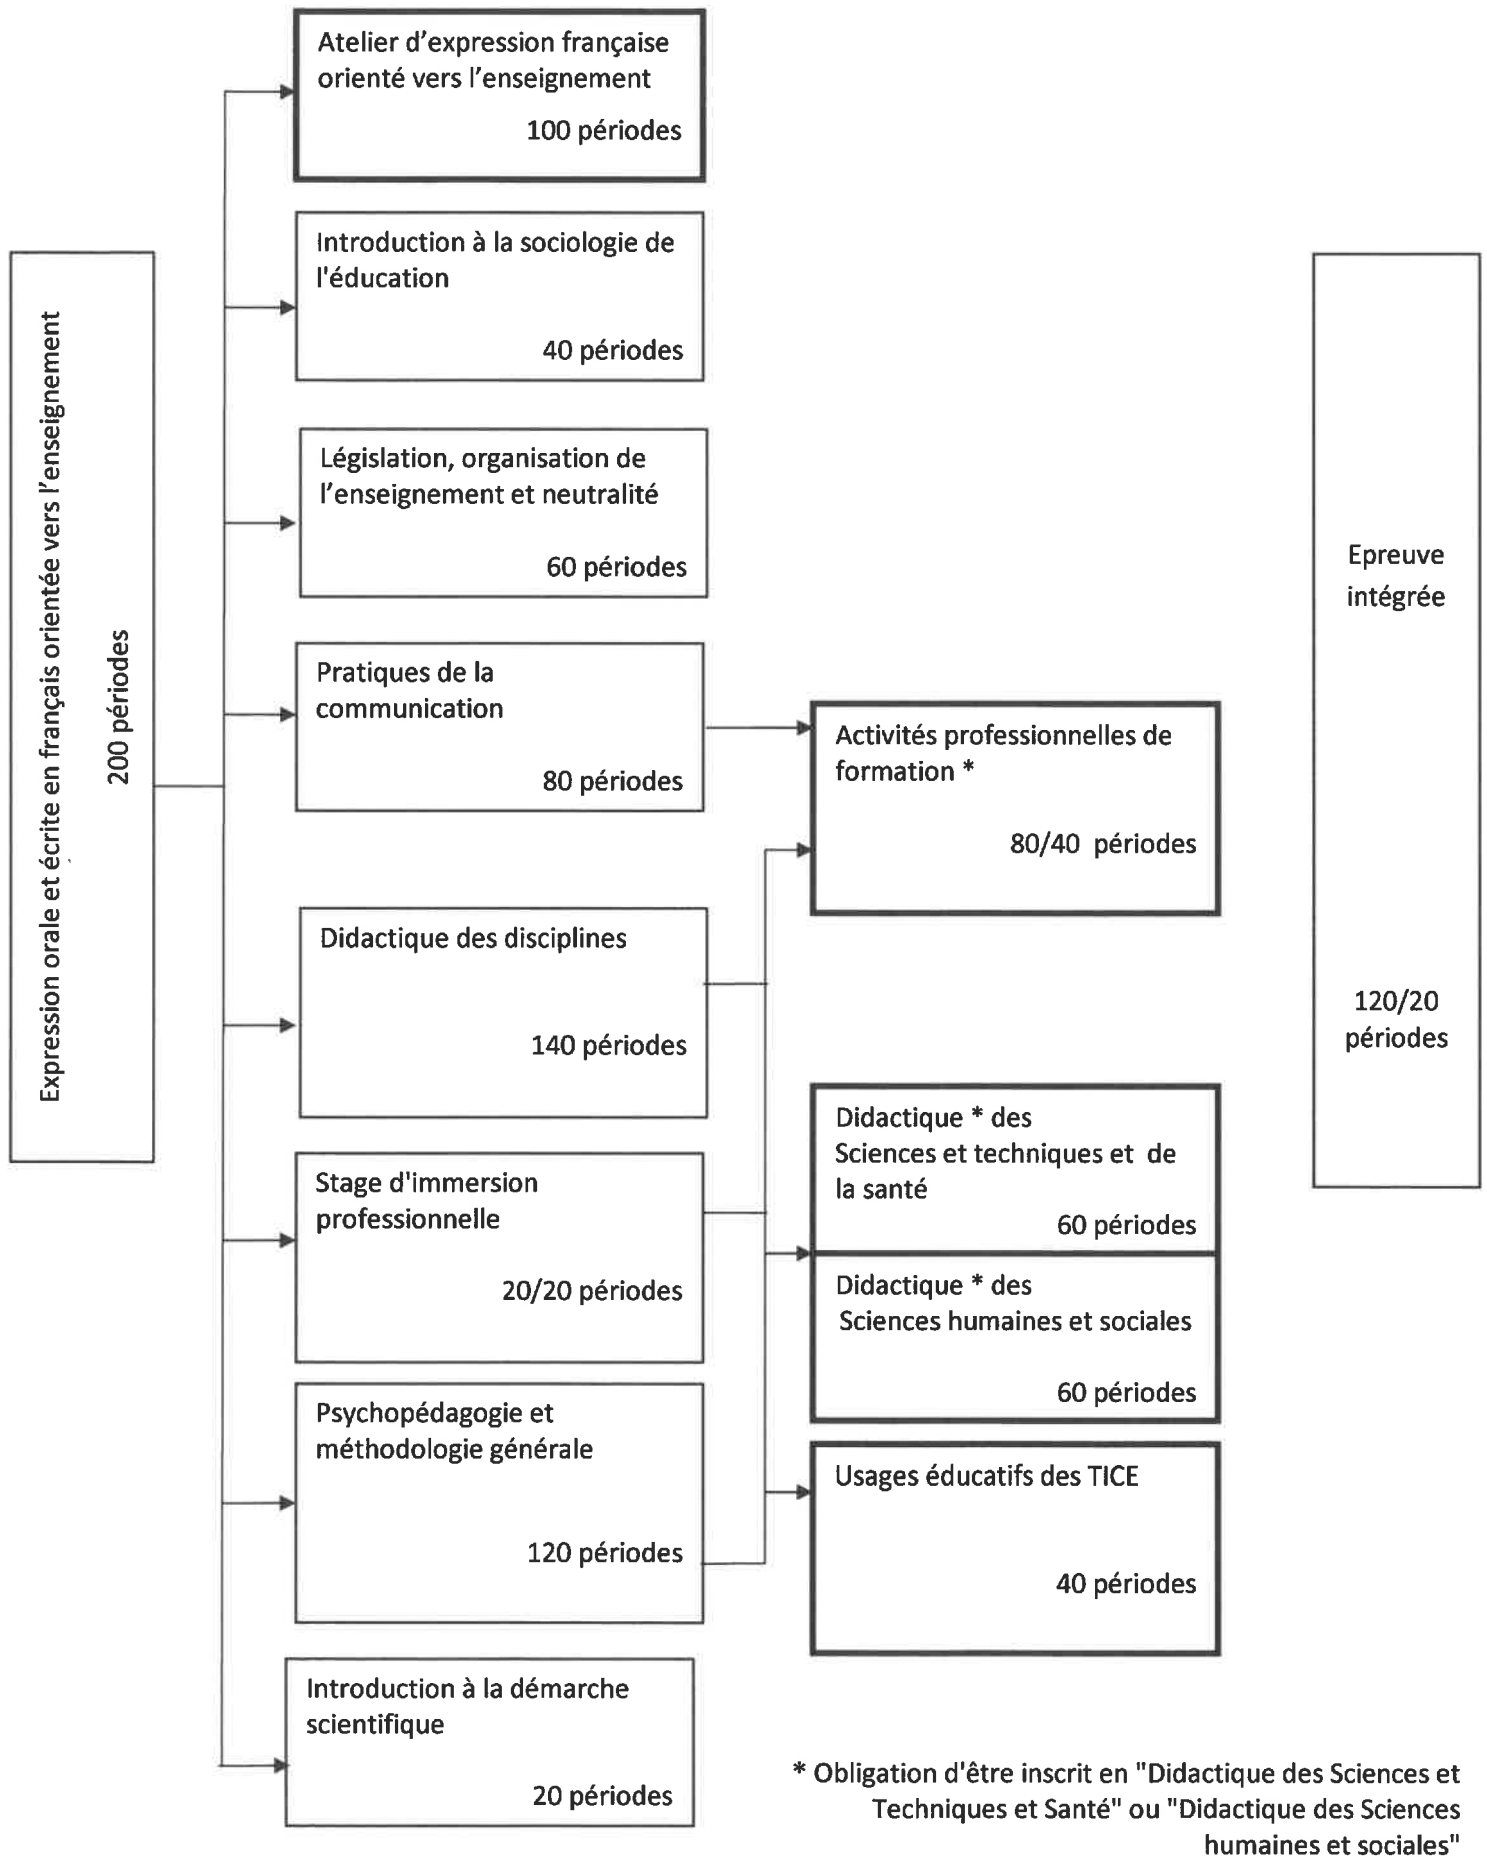 Expression orale et écrite en français orientée vers l'enseignement
200 périodes
Atelier d'expression française
orienté vers l'enseignement
100 périodes
Introduction à la sociologie de
l'éducation
40 périodes
Législation, organisation de
l'enseignement et neutralité
60 périodes
Pratiques de la
communication
80 périodes
Didactique des disciplines
140 périodes
Stage d'immersion
professionnelle
20/20 périodes
Psychopédagogie et
méthodologie générale
120 périodes
Introduction à la démarche
scientifique
20 périodes
Activités professionnelles de
formation *
80/40 périodes
Didactique * des
Sciences et techniques et de
la santé
60 périodes
Didactique * des
Sciences humaines et sociales
60 périodes
Usages éducatifs des TICE
40 périodes
Epreuve
intégrée
120/20
périodes
* Obligation d'être inscrit en "Didactique des Sciences et
Techniques et Santé" ou "Didactique des Sciences
humaines et sociales"